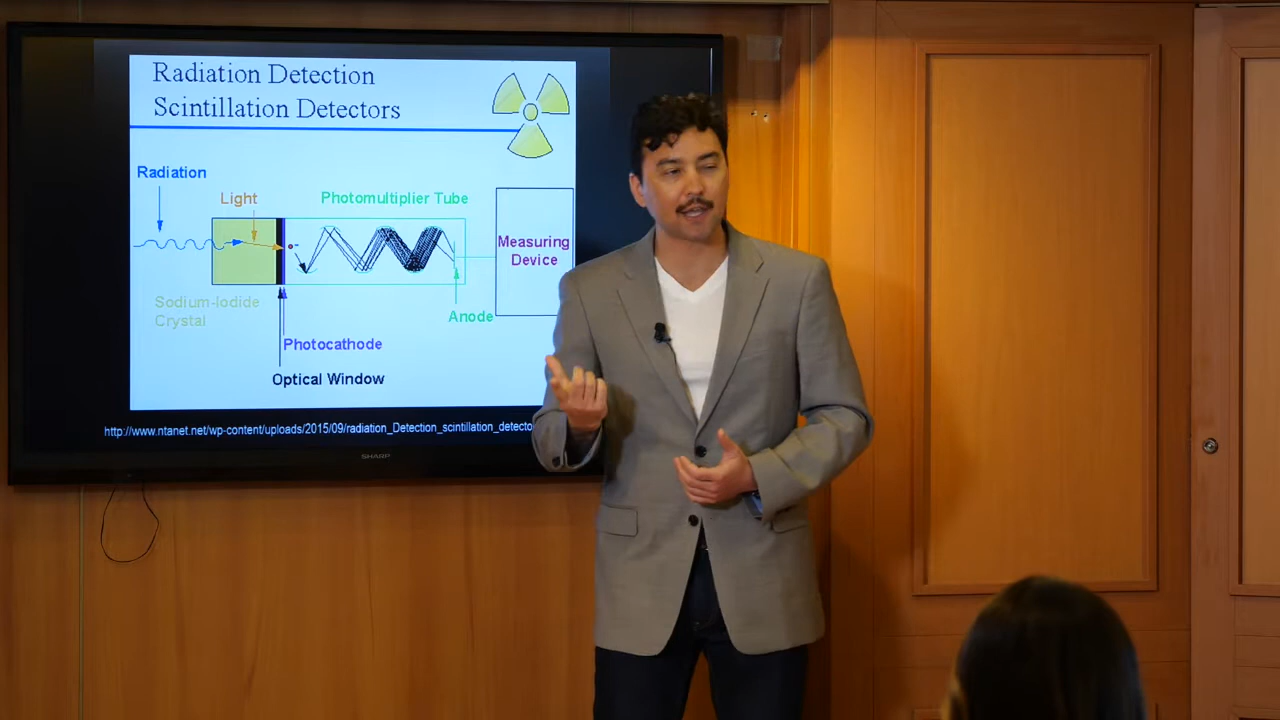 Radiation Detection
Scintillation Detectors
Radiation
Light
Photomultiplier Tube
e-
Measuring
Device
Sodium-Iodide
Crystal
Anode
Photocathode
Optical Window
http://www.ntanet.net/wp-content/uploads/2015/09/radiation_Detection_scintillation_detecto
SHARP